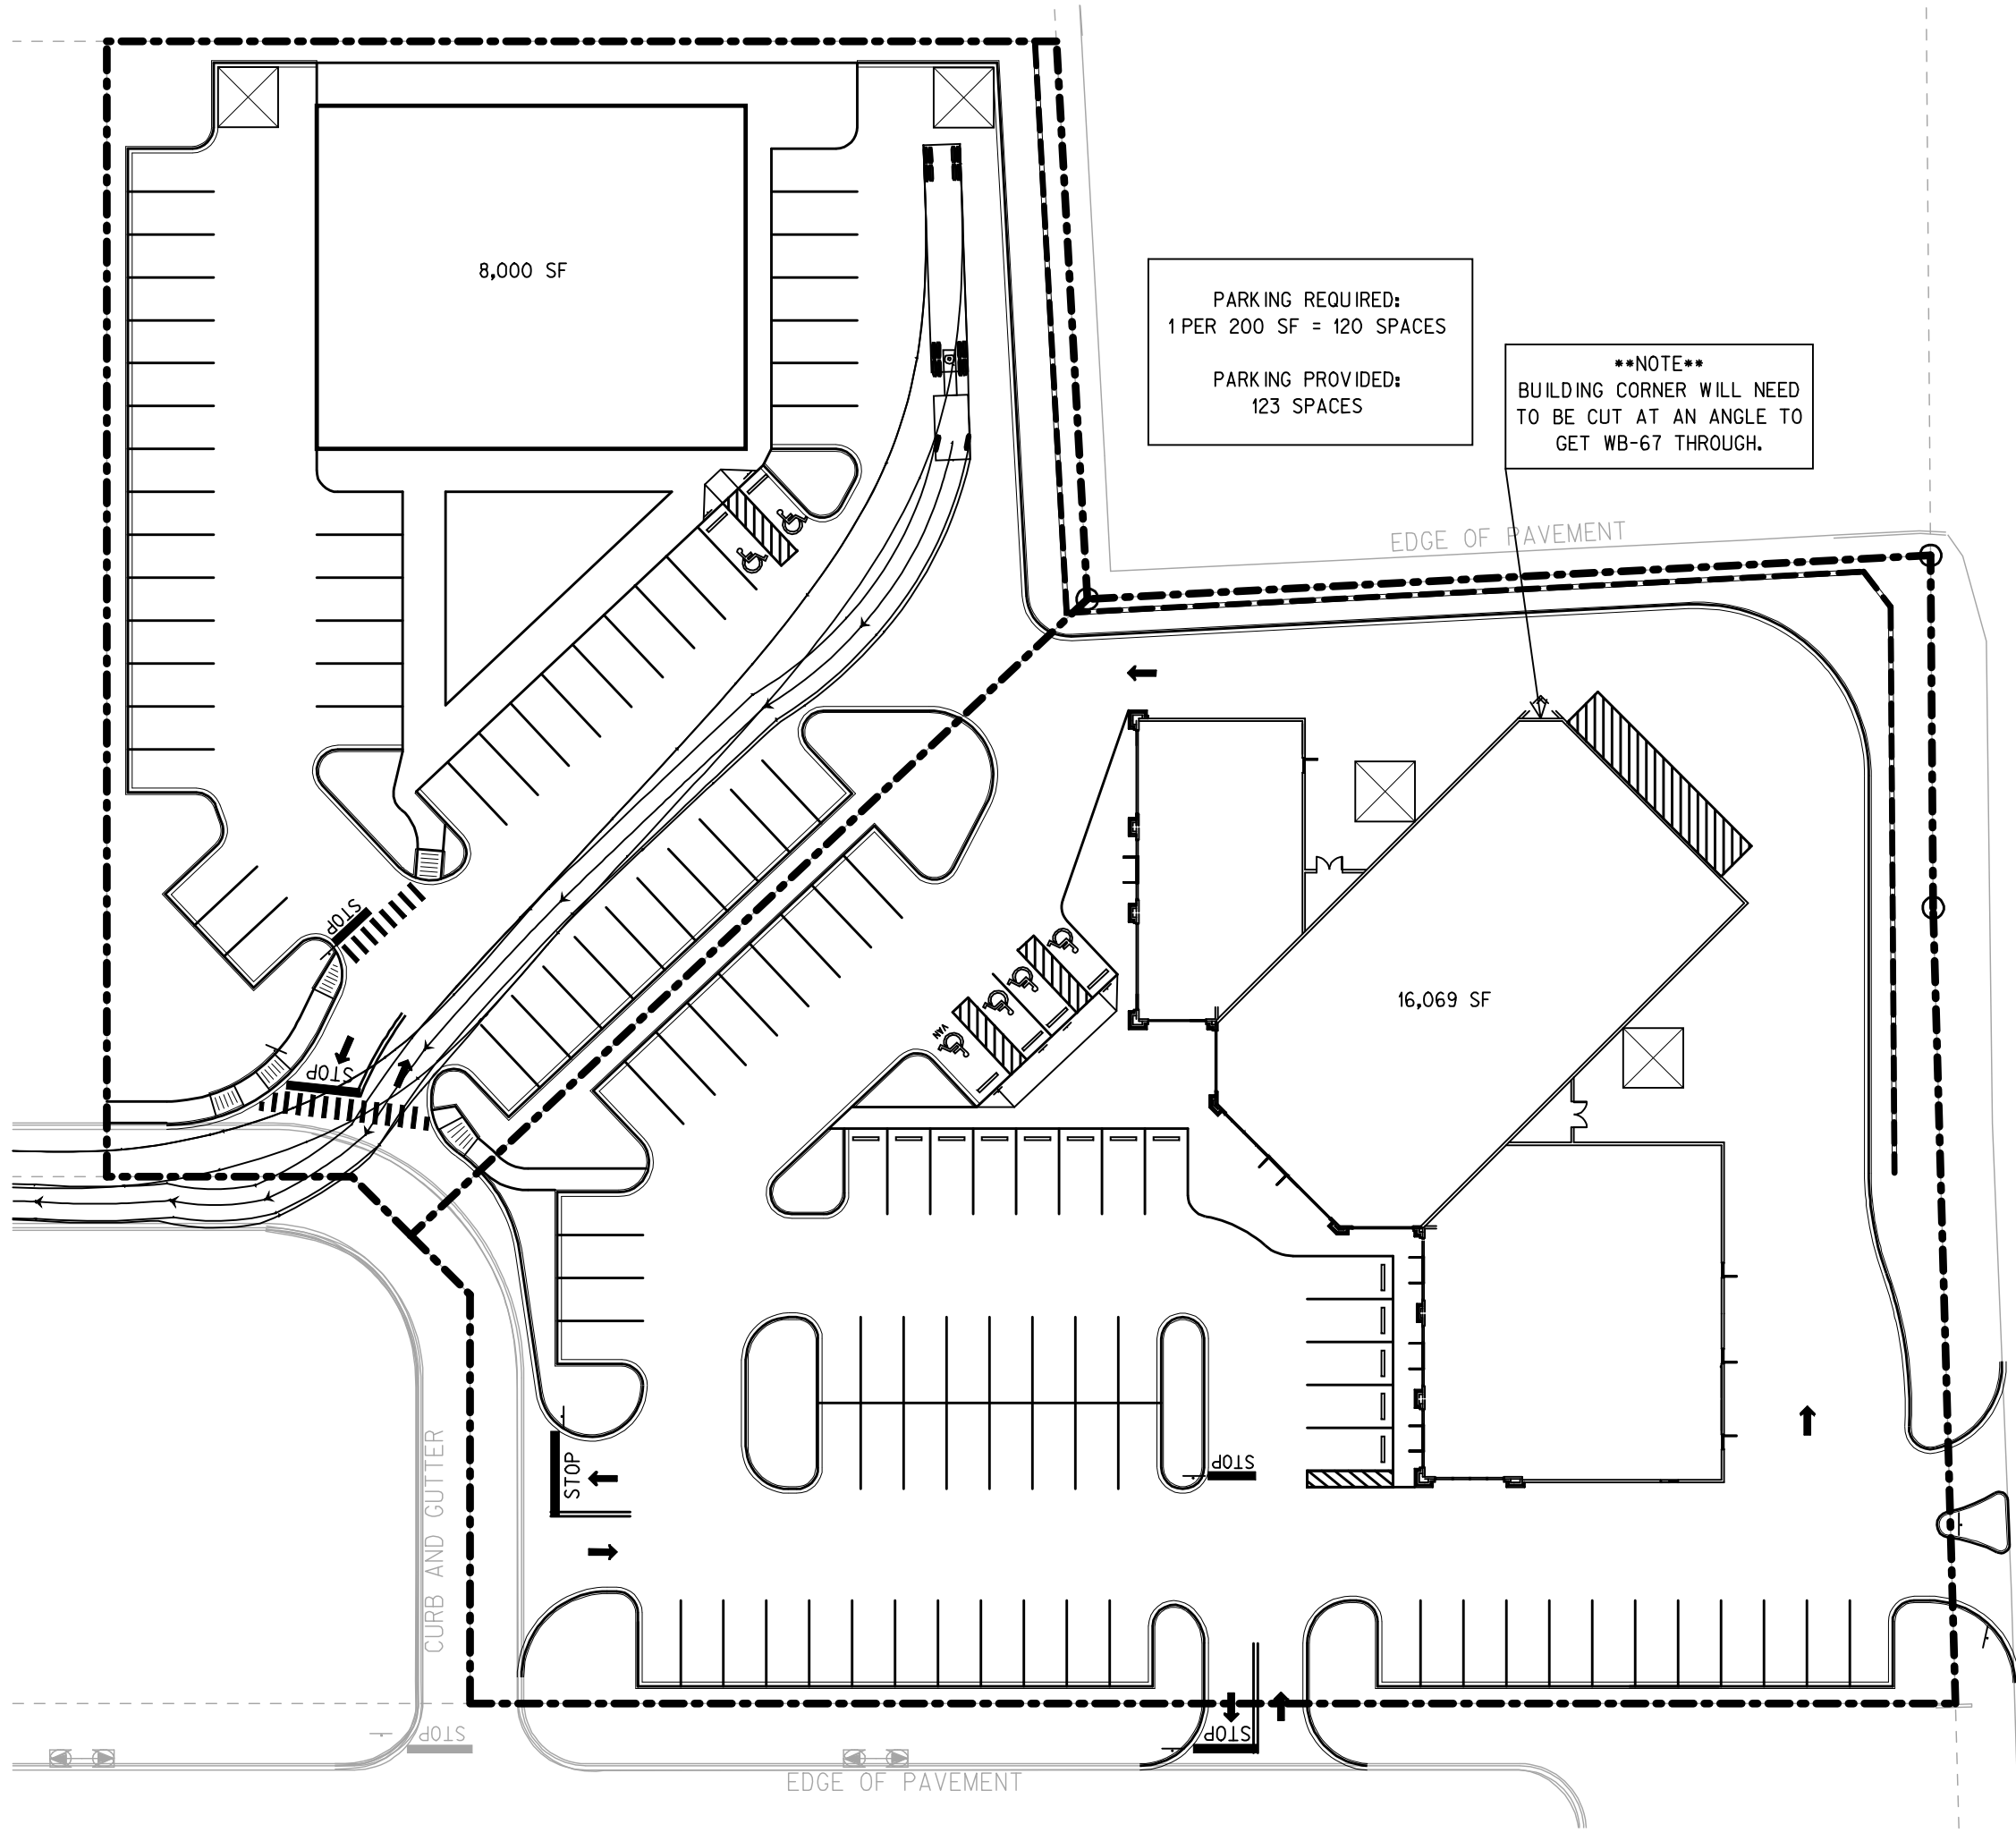 8,000 SF
PARKING REQUIRED:
1 PER 200 SF = 120 SPACES
PARKING PROVIDED:
123 SPACES
**NOTE**
BUILDING CORNER WILL NEED
TO BE CUT AT AN ANGLE TO
GET WB-67 THROUGH.
EDGE OF PAVEMENT
STOP
16,069 SF
VAN
STOP
STOP
STOP
CURB AND GUTTER
STOP
STOP
EDGE OF PAVEMENT